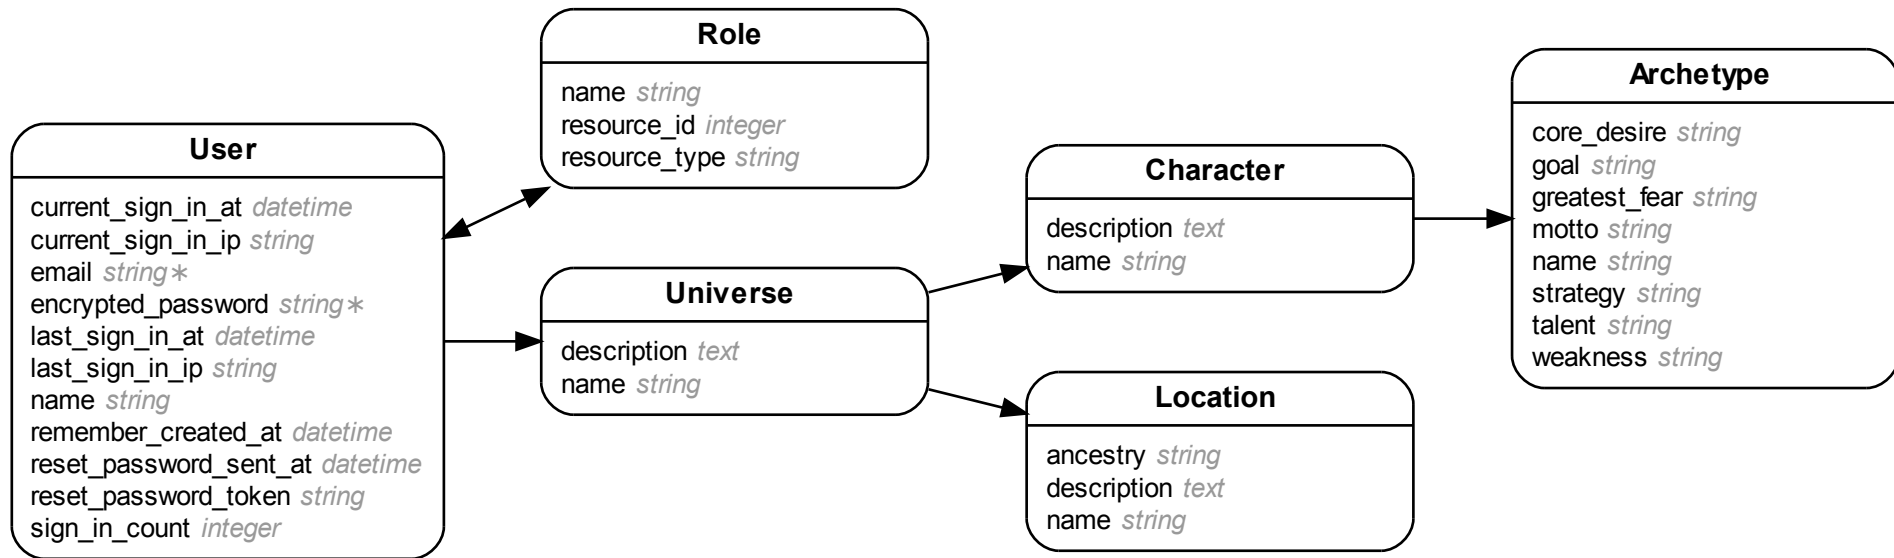 User
current_sign_in_at datetime
current_sign_in_ip string
email string∗
encrypted_password string∗
last_sign_in_at datetime
last_sign_in_ip string
name string
remember_created_at datetime
reset_password_sent_at datetime
reset_password_token string
sign_in_count integer
Role
name string
resource_id integer
resource_type string
Universe
description text
name string
Character
description text
name string
Location
ancestry string
description text
name string
Archetype
core_desire string
goal string
greatest_fear string
motto string
name string
strategy string
talent string
weakness string